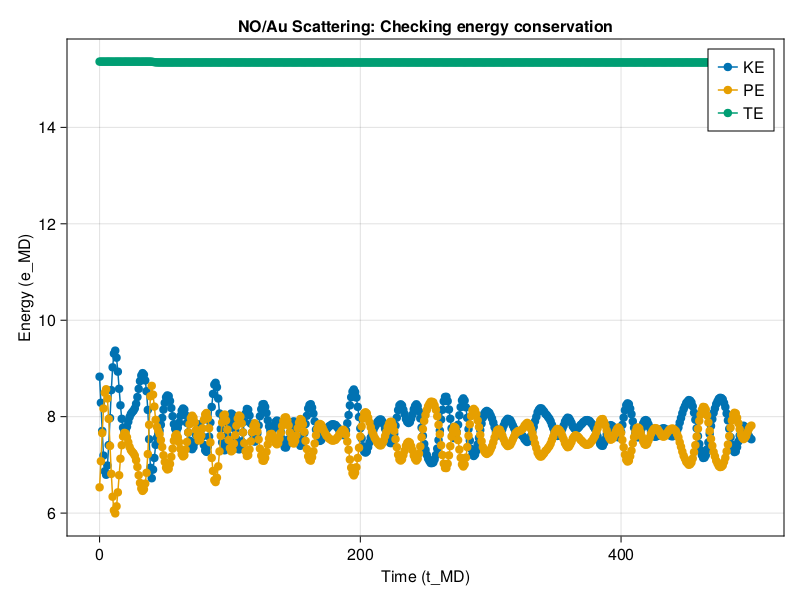 NO/Au Scattering: Checking energy conservation
KE
PE
TE
14
12
10
8
6
Energy (e_MD)
0
200
400
Time (t_MD)